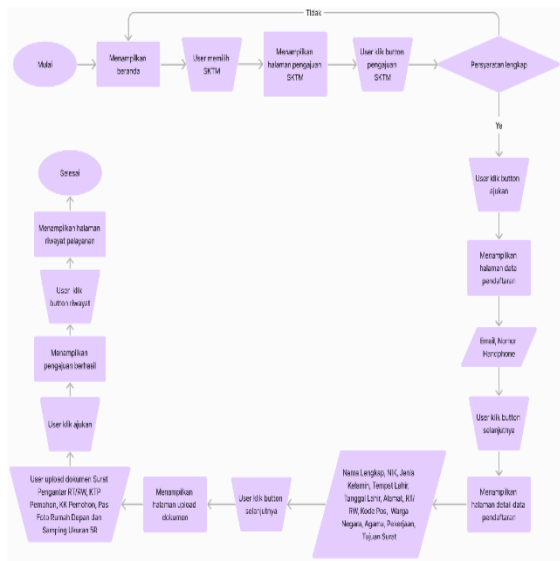 Tidak
Mulai
Menampilkan
beranda
User memilih
SKTM
Menampilkan
halaman pengajuan
SKTM
User klik button
pengajuan
SKTM
Persyaratan lengkap
Ya
User klik button
ajukan
Menampilkan
halaman data
pendaftaran
Email, Nomor
Handphone
User klik button
selanjutnya
Menampilkan
halaman detail data
pendaftaran
Nama Lengkap, NIK, Jenis
Kelamin, Tempat Lahir,
Tanggal Lahir, Alamat, RT/
RW, Kode Pos, Warga
Negara, Agama, Pekerjaan,
Tujuan Surat
User klik button
selanjutnya
Menampilkan
halaman upload
dokumen
User upload dokumen Surat
Pengantar RT/RW, KTP
Pemohon, KK Pemohon, Pas
Foto Rumah Depan dan
Samping Ukuran 5R
User klik ajukan
Menampilkan
pengajuan berhasil
User klik
button riwayat
Menampilkan halaman
riwayat pelayanan
Selesai